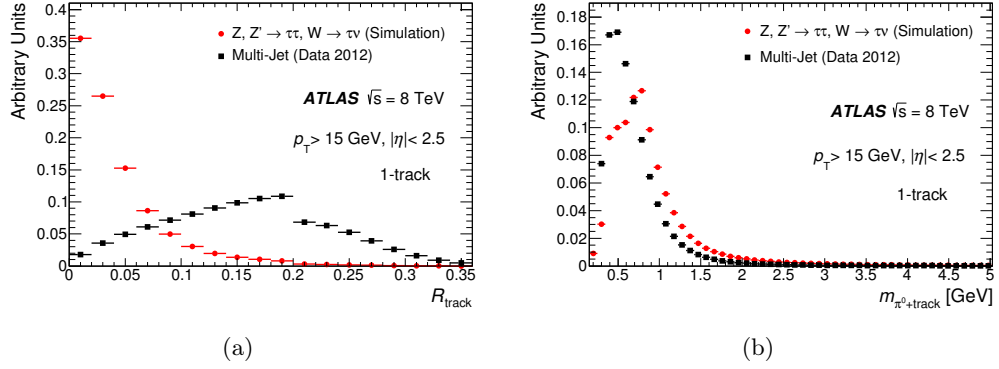 Arbitrary Units
0.4
0.35
0.3
0.25
0.2
0.15
0.1
0.05
0
Z, Z' → ττ, W → τν (Simulation)
Multi-Jet (Data 2012)
ATLAS √s = 8 TeV
p_T > 15 GeV, |η| < 2.5
1-track
0 0.05 0.1 0.15 0.2 0.25 0.3 0.35
R_track
(a)
Arbitrary Units
0.18
0.16
0.14
0.12
0.1
0.08
0.06
0.04
0.02
0
Z, Z' → ττ, W → τν (Simulation)
Multi-Jet (Data 2012)
ATLAS √s = 8 TeV
p_T > 15 GeV, |η| < 2.5
1-track
0.5 1 1.5 2 2.5 3 3.5 4 4.5 5
m_π⁰+track [GeV]
(b)